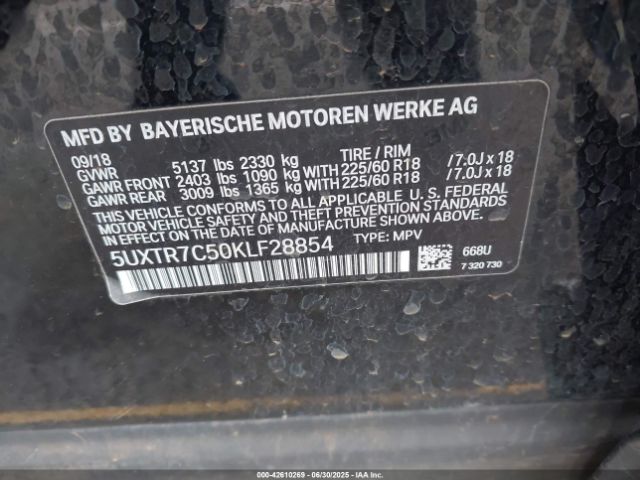 MFD BY BAYERISCHE MOTOREN WERKE AG
09/18
GVWR 5137 lbs 2330 kg TIRE / RIM
GAWR FRONT 2403 lbs 1090 kg WITH 225/60 R18 / 7.0J x 18
GAWR REAR 3009 lbs 1365 kg WITH 225/60 R18 / 7.0J x 18
THIS VEHICLE CONFORMS TO ALL APPLICABLE U. S. FEDERAL
MOTOR VEHICLE SAFETY AND THEFT PREVENTION STANDARDS
IN EFFECT ON THE DATE OF MANUFACTURE SHOWN ABOVE.
5UXTR7C50KLF28854 TYPE: MPV 668U
7 320 730
000-42610269 - 06/30/2025 - IAA Inc.